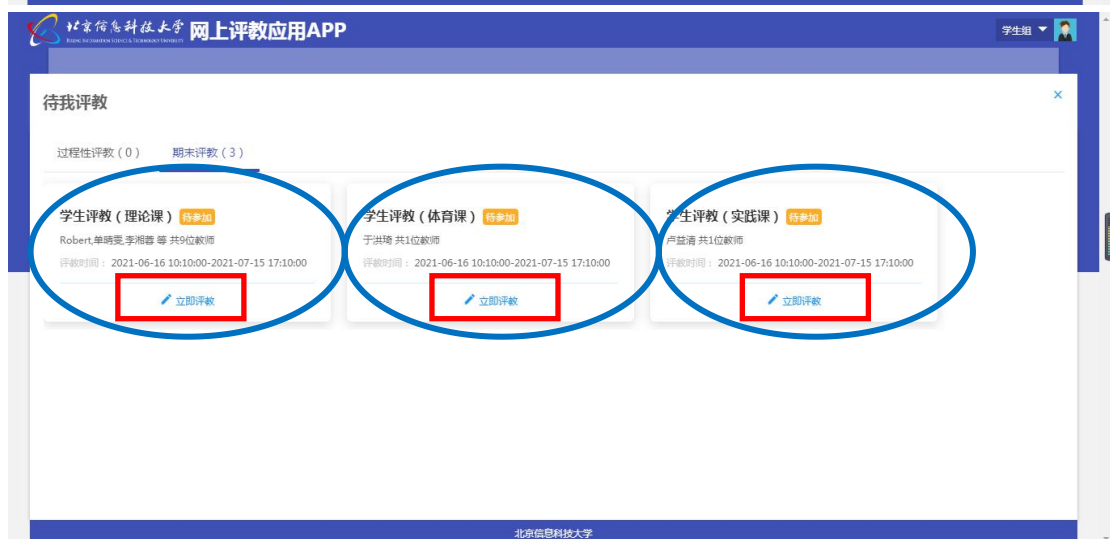 北京信息科技大学 网上评教应用APP
学生组
待我评教
×
过程性评教 ( 0 ) 期末评教 ( 3 )
学生评教 ( 理论课 ) 待参加
Robert,单晴雯,李湘蓉 等 共9位教师
评教时间： 2021-06-16 10:10:00-2021-07-15 17:10:00
立即评教
学生评教 ( 体育课 ) 待参加
于洪琦 共1位教师
评教时间： 2021-06-16 10:10:00-2021-07-15 17:10:00
立即评教
学生评教 ( 实践课 ) 待参加
卢益清 共1位教师
评教时间： 2021-06-16 10:10:00-2021-07-15 17:10:00
立即评教
北京信息科技大学